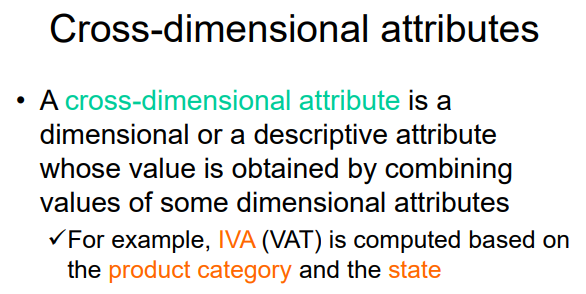 Cross-dimensional attributes
• A cross-dimensional attribute is a
dimensional or a descriptive attribute
whose value is obtained by combining
values of some dimensional attributes
✓For example, IVA (VAT) is computed based on
the product category and the state